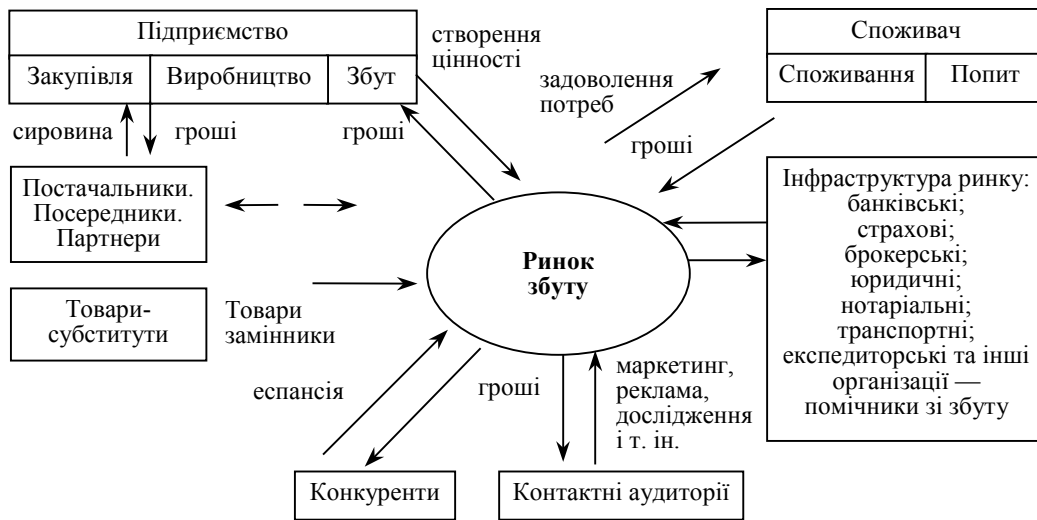 Підприємство
Закупівля
Виробництво
Збут
створення
цінності
Споживач
Споживання
Попит
задоволення
потреб
сировина
гроші
гроші
гроші
Постачальники.
Посередники.
Партнери
Ринок
збуту
Інфраструктура ринку:
банківські;
страхові;
брокерські;
юридичні;
нотаріальні;
транспортні;
експедиторські та інші
організації —
помічники зі збуту
Товари-
субститути
Товари
замінники
еспансія
гроші
маркетинг,
реклама,
дослідження
і т. ін.
Конкуренти
Контактні аудиторії